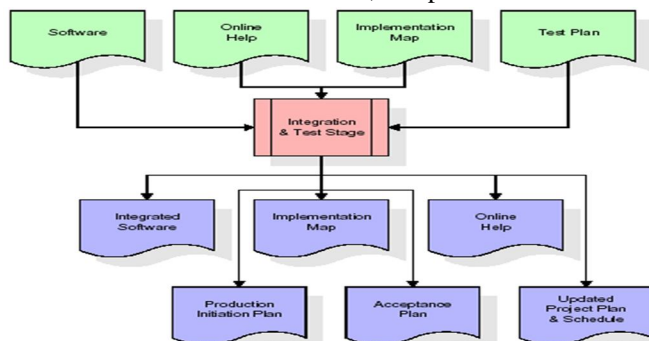 Software
Online
Help
Implementation
Map
Test Plan
Integration
& Test Stage
Integrated
Software
Implementation
Map
Online
Help
Production
Initiation Plan
Acceptance
Plan
Updated
Project Plan
& Schedule